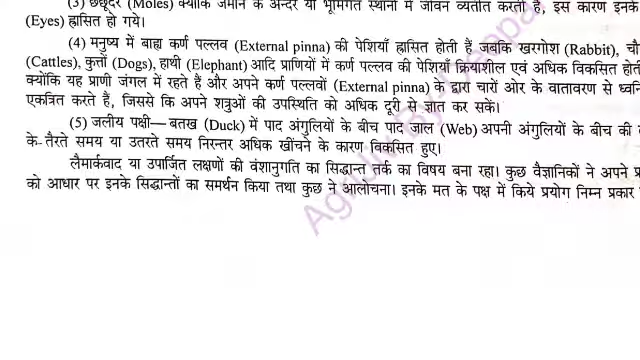 (3) छछूंदर (Moles) क्योंकि जमीन के अन्दर या भूमिगत स्थानों में जीवन व्यतीत करती है, इस कारण इनके
(Eyes) ह्रासित हो गये।
(4) मनुष्य में बाह्य कर्ण पल्लव (External pinna) की पेशियाँ ह्रासित होती हैं जबकि खरगोश (Rabbit),
(Cattles), कुत्तों (Dogs), हाथी (Elephant) आदि प्राणियों में कर्ण पल्लव की पेशियाँ क्रियाशील एवं अधिक विकसित
क्योंकि यह प्राणी जंगल में रहते हैं और अपने कर्ण पल्लवों (External pinna) के द्वारा चारों ओर के वातावरण से
एकत्रित करते हैं, जिससे कि अपने शत्रुओं की उपस्थिति को अधिक दूरी से ज्ञात कर सकें।
(5) जलीय पक्षी— बतख (Duck) में पाद अंगुलियों के बीच पाद जाल (Web) अपनी अंगुलियों के बीच की
के तैरते समय या उतरते समय निरन्तर अधिक खींचने के कारण विकसित हुए।
लैमार्कवाद या उपार्जित लक्षणों की वंशानुगति का सिद्धान्त तर्क का विषय बना रहा। कुछ वैज्ञानिकों ने अपने
को आधार पर इनके सिद्धान्तों का समर्थन किया तथा कुछ ने आलोचना। इनके मत के पक्ष में किये प्रयोग निम्न प्रकार